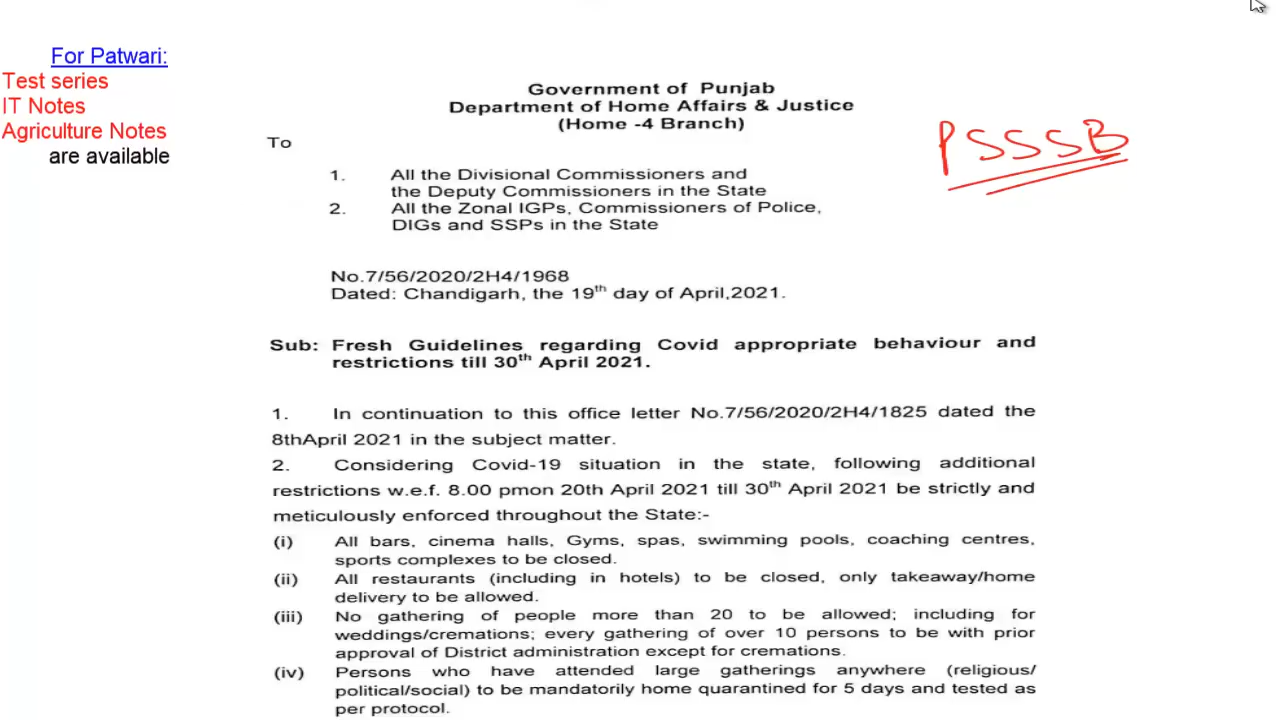 For Patwari:
Test series
IT Notes
Agriculture Notes
are available
Government of Punjab
Department of Home Affairs & Justice
(Home -4 Branch)
PSSSB
To
1. All the Divisional Commissioners and
the Deputy Commissioners in the State
2. All the Zonal IGPs, Commissioners of Police,
DIGs and SSPs in the State
No.7/56/2020/2H4/1968
Dated: Chandigarh, the 19th day of April,2021.
Sub: Fresh Guidelines regarding Covid appropriate behaviour and
restrictions till 30th April 2021.
1. In continuation to this office letter No.7/56/2020/2H4/1825 dated the
8thApril 2021 in the subject matter.
2. Considering Covid-19 situation in the state, following additional
restrictions w.e.f. 8.00 pmon 20th April 2021 till 30th April 2021 be strictly and
meticulously enforced throughout the State:-
(i) All bars, cinema halls, Gyms, spas, swimming pools, coaching centres,
sports complexes to be closed.
(ii) All restaurants (including in hotels) to be closed, only takeaway/home
delivery to be allowed.
(iii) No gathering of people more than 20 to be allowed; including for
weddings/cremations; every gathering of over 10 persons to be with prior
approval of District administration except for cremations.
(iv) Persons who have attended large gatherings anywhere (religious/
political/social) to be mandatorily home quarantined for 5 days and tested as
per protocol.